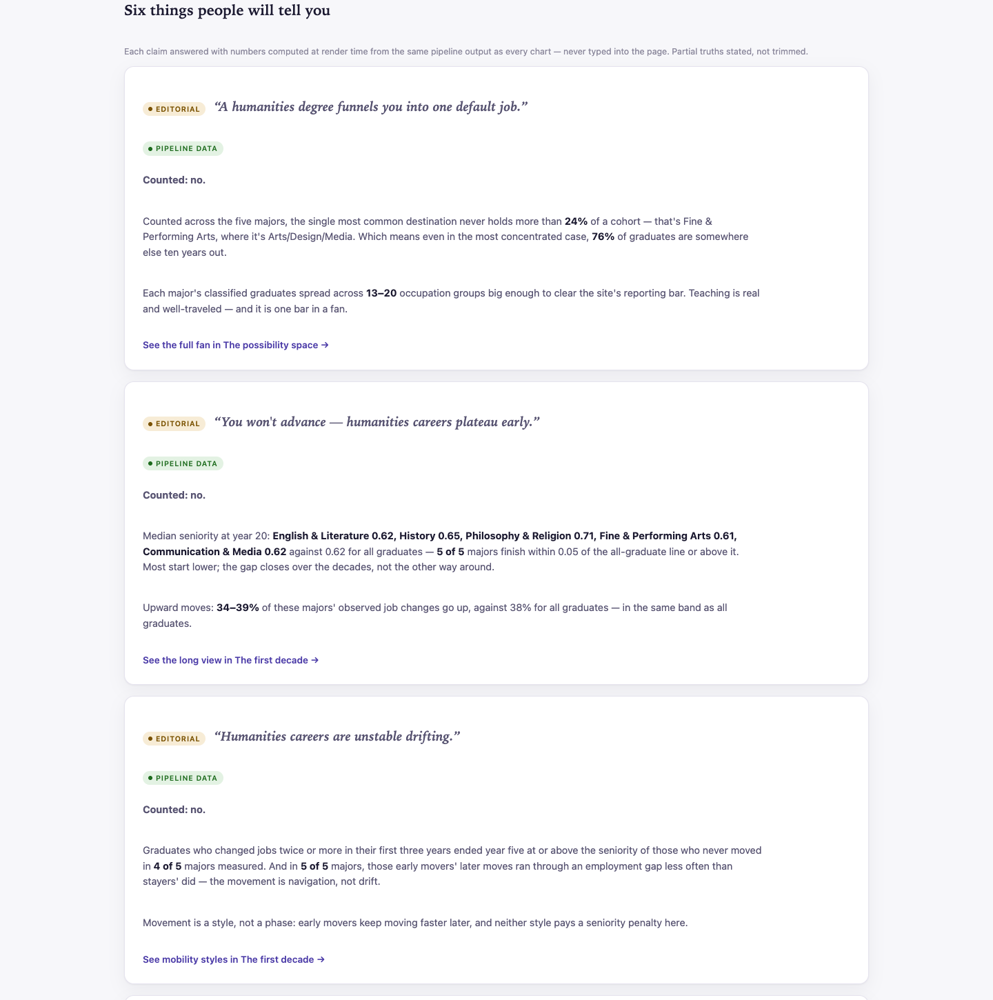 Six things people will tell you
Each claim answered with numbers computed at render time from the same pipeline output as every chart — never typed into the page. Partial truths stated, not trimmed.
EDITORIAL “A humanities degree funnels you into one default job.”
PIPELINE DATA
Counted: no.
Counted across the five majors, the single most common destination never holds more than 24% of a cohort — that's Fine &
Performing Arts, where it's Arts/Design/Media. Which means even in the most concentrated case, 76% of graduates are somewhere
else ten years out.
Each major's classified graduates spread across 13–20 occupation groups big enough to clear the site's reporting bar. Teaching is real
and well-traveled — and it is one bar in a fan.
See the full fan in The possibility space →
EDITORIAL “You won't advance — humanities careers plateau early.”
PIPELINE DATA
Counted: no.
Median seniority at year 20: English & Literature 0.62, History 0.65, Philosophy & Religion 0.71, Fine & Performing Arts 0.61,
Communication & Media 0.62 against 0.62 for all graduates — 5 of 5 majors finish within 0.05 of the all-graduate line or above it.
Most start lower; the gap closes over the decades, not the other way around.
Upward moves: 34–39% of these majors' observed job changes go up, against 38% for all graduates — in the same band as all
graduates.
See the long view in The first decade →
EDITORIAL “Humanities careers are unstable drifting.”
PIPELINE DATA
Counted: no.
Graduates who changed jobs twice or more in their first three years ended year five at or above the seniority of those who never moved
in 4 of 5 majors measured. And in 5 of 5 majors, those early movers' later moves ran through an employment gap less often than
stayers' did — the movement is navigation, not drift.
Movement is a style, not a phase: early movers keep moving faster later, and neither style pays a seniority penalty here.
See mobility styles in The first decade →